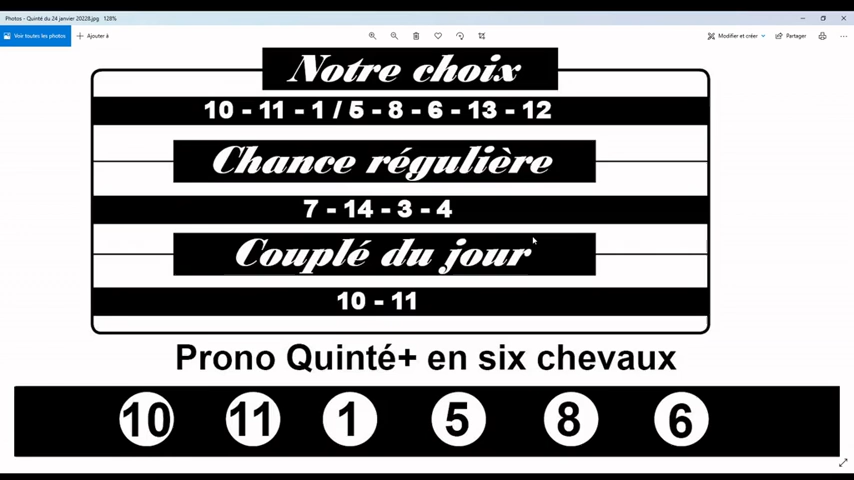 Photos - Quinté du 24 janvier 20228.jpg 128%
Voir toutes les photos
Ajouter à
Modifier et créer
Partager
Notre choix
10 - 11 - 1 / 5 - 8 - 6 - 13 - 12
Chance régulière
7 - 14 - 3 - 4
Couplé du jour
10 - 11
Prono Quinté+ en six chevaux
10 11 1 5 8 6